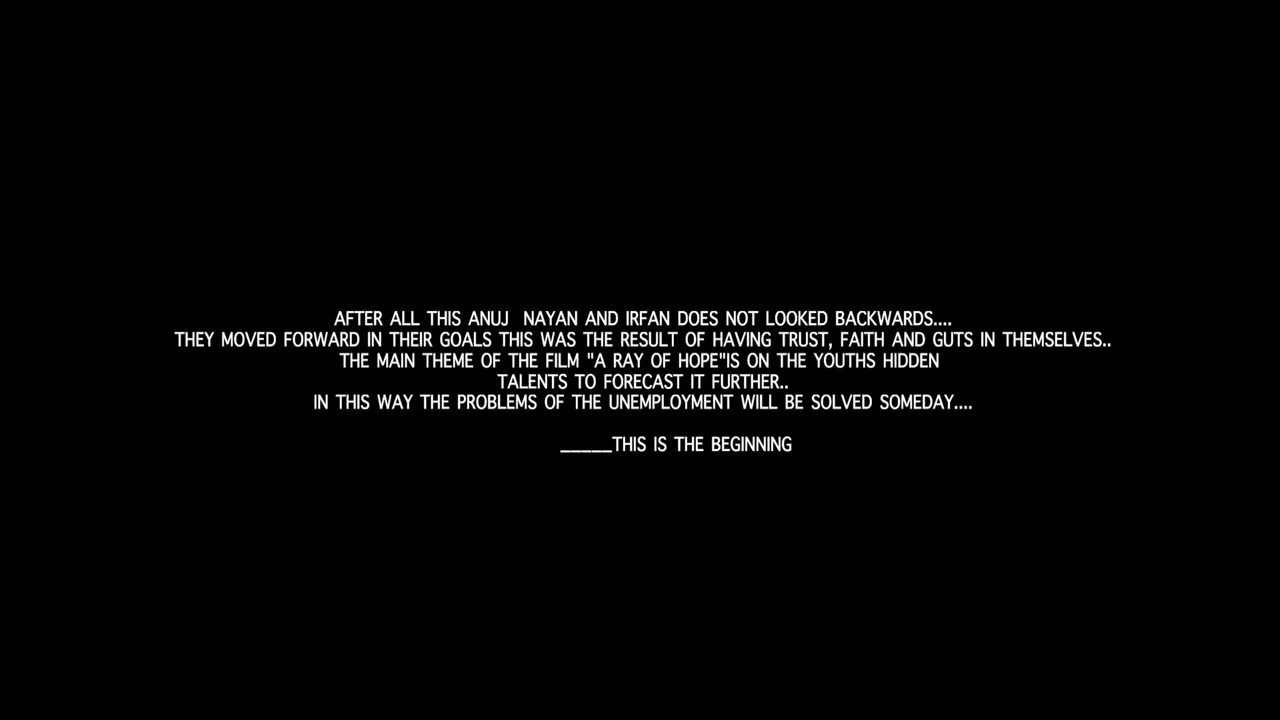 AFTER ALL THIS ANUJ  NAYAN AND IRFAN DOES NOT LOOKED BACKWARDS....
THEY MOVED FORWARD IN THEIR GOALS THIS WAS THE RESULT OF HAVING TRUST, FAITH AND GUTS IN THEMSELVES..
THE MAIN THEME OF THE FILM "A RAY OF HOPE"IS ON THE YOUTHS HIDDEN
TALENTS TO FORECAST IT FURTHER..
IN THIS WAY THE PROBLEMS OF THE UNEMPLOYMENT WILL BE SOLVED SOMEDAY....
_____THIS IS THE BEGINNING